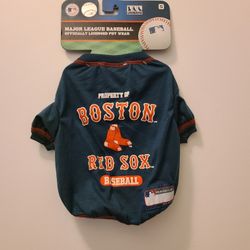 MAJOR LEAGUE BASEBALL
OFFICIALLY LICENSED PET WEAR
PROPERTY OF
BOSTON
RED SOX
BASEBALL